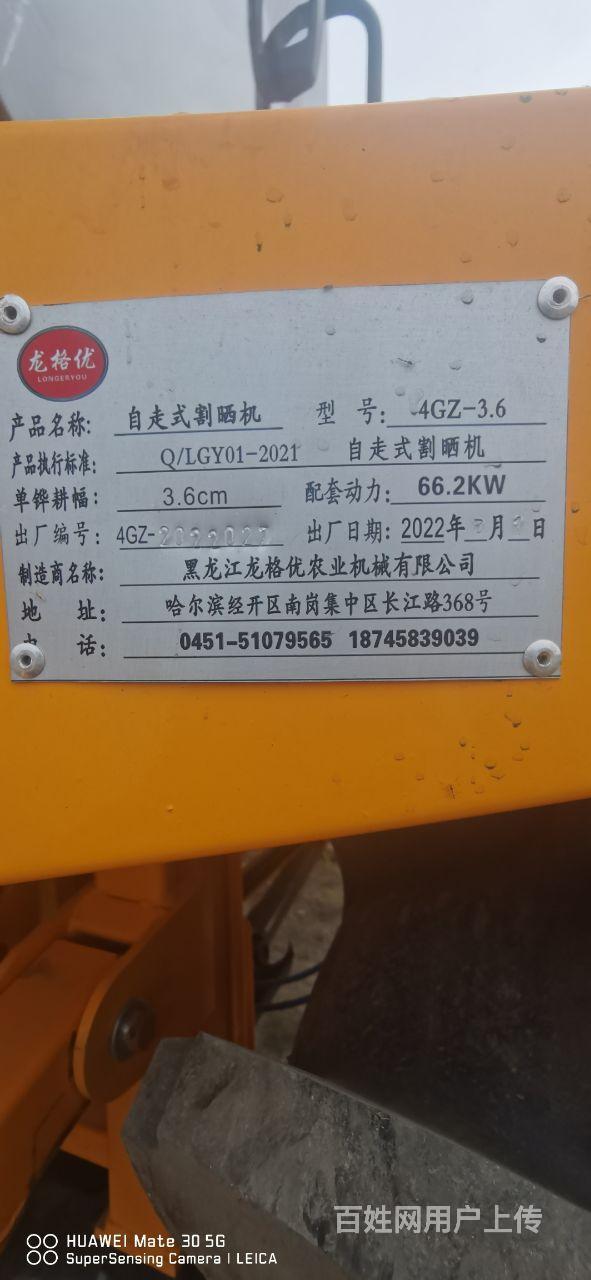 龙格优
LONGERYOU
产品名称: 自走式割晒机 型号: 4GZ-3.6
产品执行标准: Q/LGY01-2021 自走式割晒机
单铧耕幅: 3.6cm 配套动力: 66.2KW
出厂编号: 4GZ-2022022 出厂日期: 2022年 月 日
制造商名称: 黑龙江龙格优农业机械有限公司
地址: 哈尔滨经开区南岗集中区长江路368号
电话: 0451-51079565 18745839039
百姓网用户上传
HUAWEI Mate 30 5G
SuperSensing Camera | LEICA